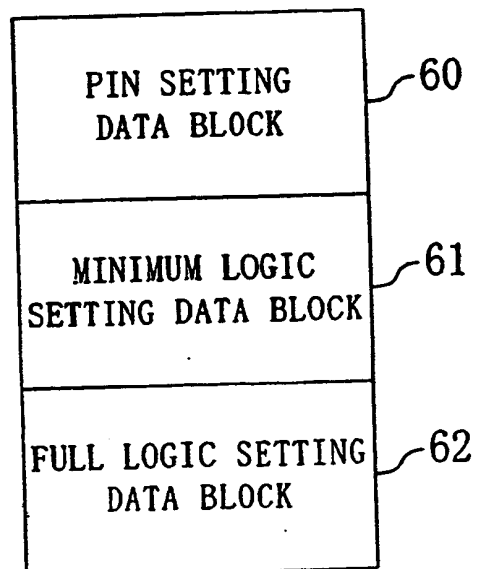 PIN SETTING
DATA BLOCK
60
MINIMUM LOGIC
SETTING DATA BLOCK
61
FULL LOGIC SETTING
DATA BLOCK
62